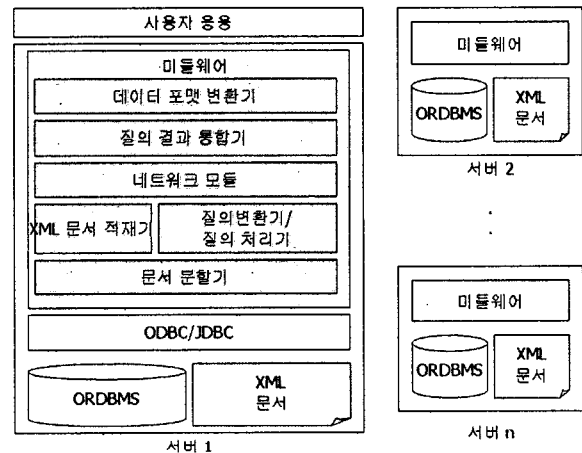 사용자 응용
미들웨어
데이터 포맷 변환기
질의 결과 통합기
네트워크 모듈
XML 문서 적재기
질의변환기/
질의 처리기
문서 분할기
ODBC/JDBC
ORDBMS
XML
문서
서버 1
미들웨어
ORDBMS
XML
문서
서버 2
미들웨어
ORDBMS
XML
문서
서버 n